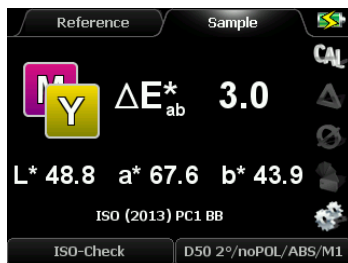 Reference Sample
CAL
M Y ΔE*ab 3.0
L* 48.8 a* 67.6 b* 43.9
ISO (2013) PC1 BB
ISO-Check D50 2°/noPOL/ABS/M1